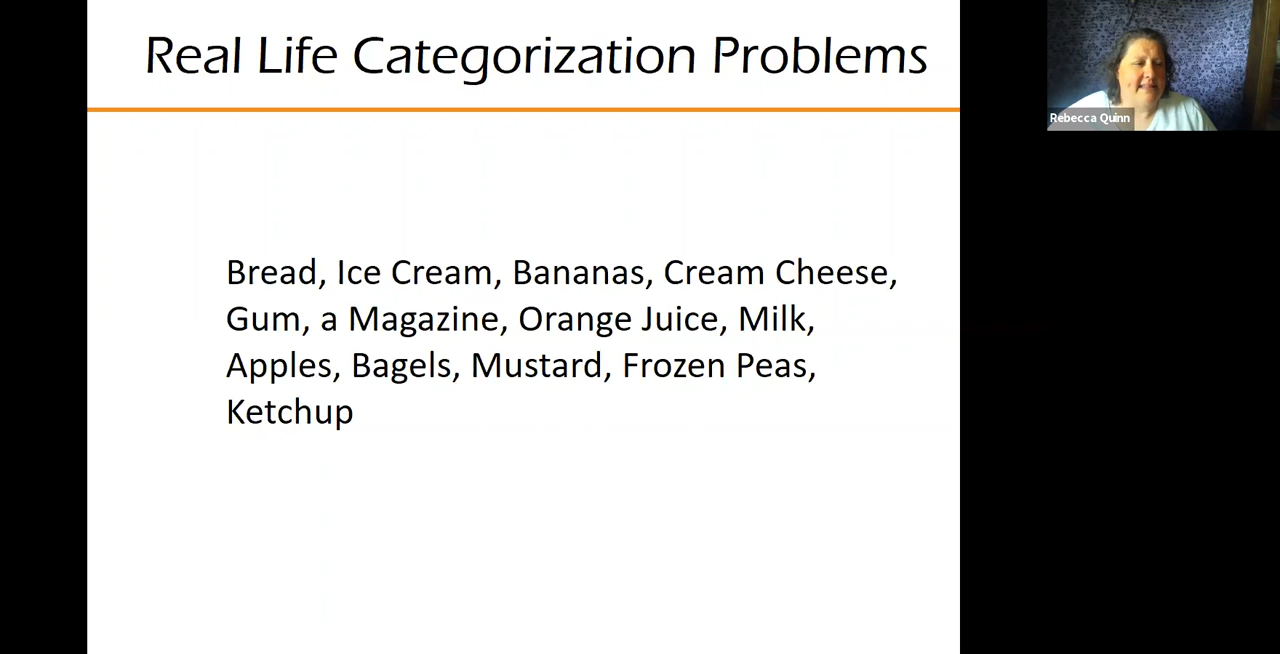 Real Life Categorization Problems
Rebecca Quinn
Bread, Ice Cream, Bananas, Cream Cheese,
Gum, a Magazine, Orange Juice, Milk,
Apples, Bagels, Mustard, Frozen Peas,
Ketchup